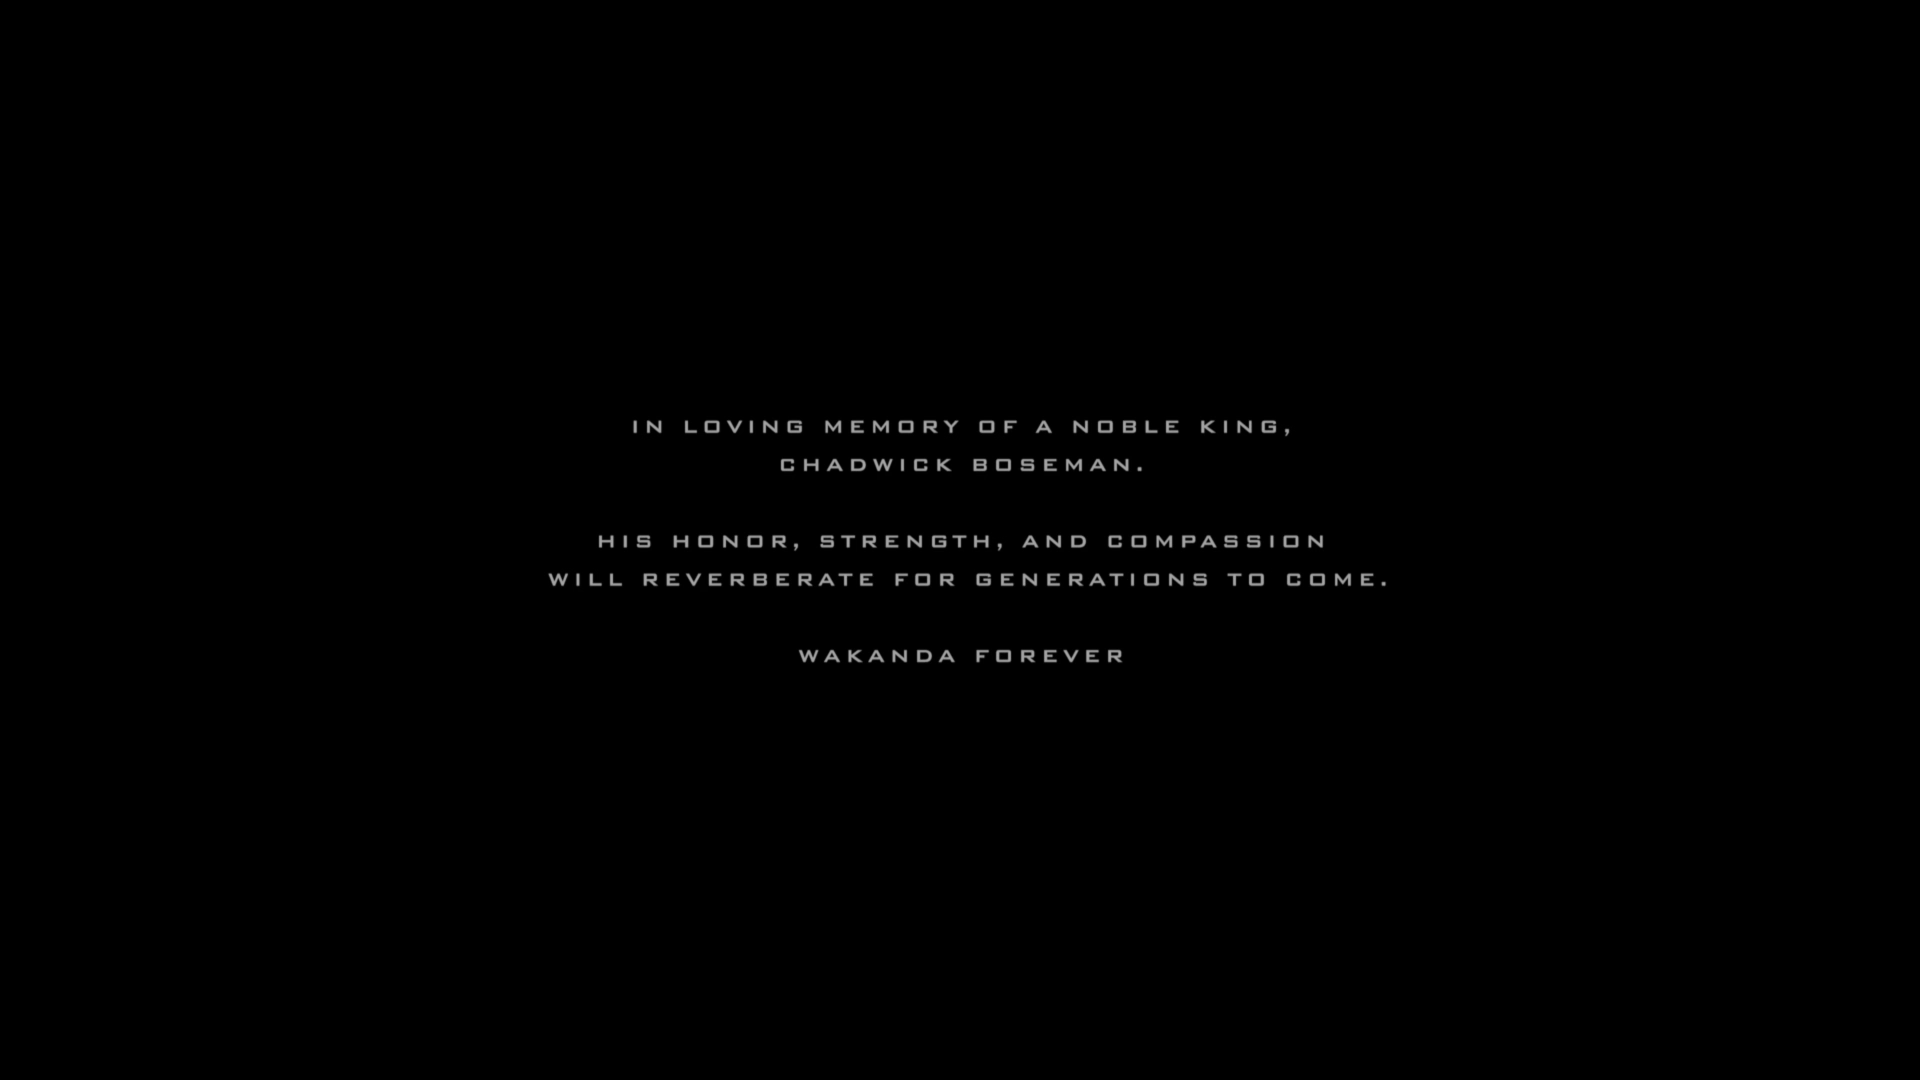 IN LOVING MEMORY OF A NOBLE KING,
CHADWICK BOSEMAN.
HIS HONOR, STRENGTH, AND COMPASSION
WILL REVERBERATE FOR GENERATIONS TO COME.
WAKANDA FOREVER